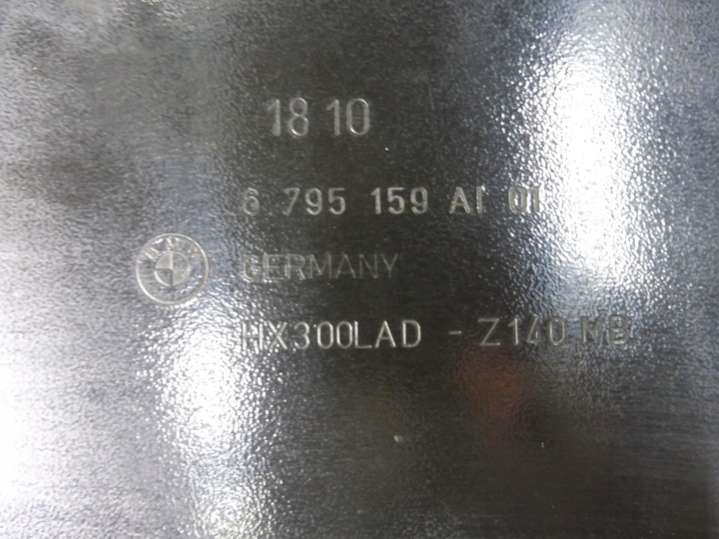 18 10
6 795 159 AI 01
GERMANY
HX300LAD - Z140 MB